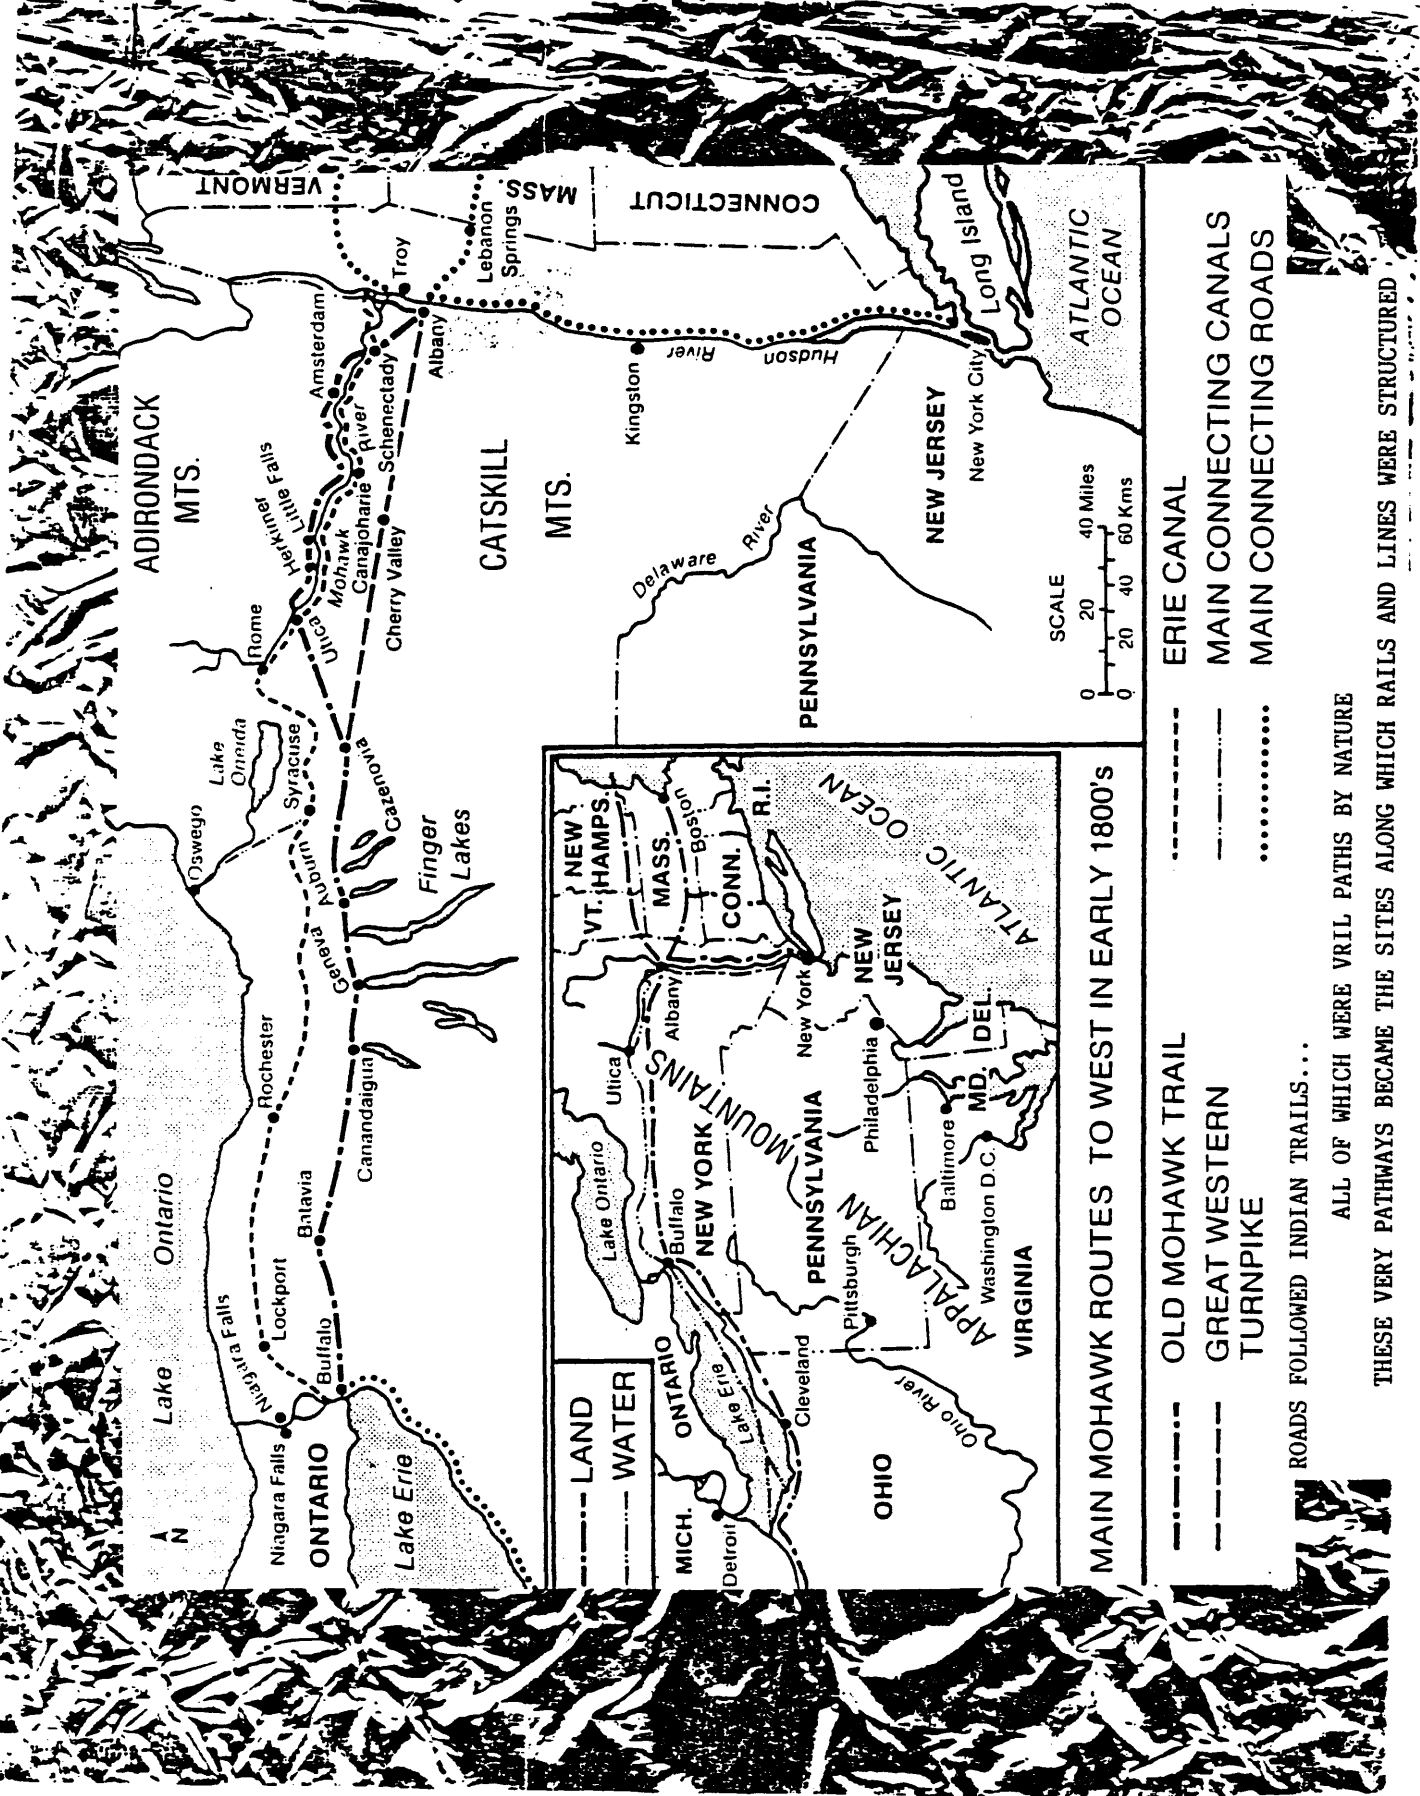 N
Lake Ontario
Niagara Falls
Niagara Falls
ONTARIO
Lake Erie
Buffalo
Lockport
Batavia
Rochester
Canandaigua
Geneva
Auburn
Finger
Lakes
Oswego
Syracuse
Lake
Oneida
Cazenovia
Rome
Utica
Herkimer
Little Falls
Mohawk
River
Canajoharie
Cherry Valley
Amsterdam
Schenectady
Albany
Troy
Lebanon
Springs
ADIRONDACK
MTS.
CATSKILL
MTS.
VERMONT
MASS.
CONNECTICUT
Kingston
Hudson
River
Delaware
River
PENNSYLVANIA
NEW JERSEY
New York City
Long Island
ATLANTIC
OCEAN
SCALE
0 20 40 Miles
0 20 40 60 Kms
LAND
WATER
MICH.
Detroit
ONTARIO
Lake Erie
Lake Ontario
Cleveland
OHIO
Ohio River
Pittsburgh
Buffalo
NEW YORK
Utica
Albany
VT.
NEW
HAMPS.
MASS.
Boston
CONN.
R.I.
New York
NEW
JERSEY
PENNSYLVANIA
APPALACHIAN MOUNTAINS
Philadelphia
Baltimore
MD.
DEL.
Washington D.C.
VIRGINIA
ATLANTIC OCEAN
MAIN MOHAWK ROUTES TO WEST IN EARLY 1800's
OLD MOHAWK TRAIL
GREAT WESTERN
TURNPIKE
ERIE CANAL
MAIN CONNECTING CANALS
MAIN CONNECTING ROADS
ROADS FOLLOWED INDIAN TRAILS...
ALL OF WHICH WERE VRIL PATHS BY NATURE
THESE VERY PATHWAYS BECAME THE SITES ALONG WHICH RAILS AND LINES WERE STRUCTURED